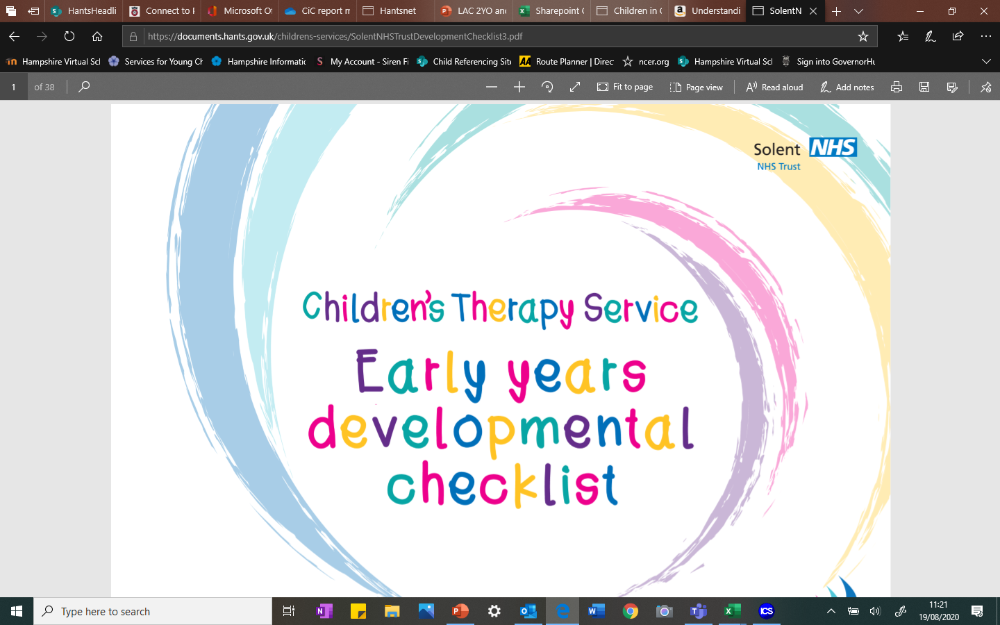 HantsHeadli
Connect to F
Microsoft Of
CiC report m
Hantsnet
LAC 2YO and
Sharepoint C
Children in C
Understandi
SolentN
https://documents.hants.gov.uk/childrens-services/SolentNHSTrustDevelopmentChecklist3.pdf
Hampshire Virtual Scl
Services for Young Ch
Hampshire Informatic
My Account - Siren Fi
Child Referencing Site
Route Planner | Direc
ncer.org
Hampshire Virtual Scl
Sign into GovernorHu
1 of 38
Fit to page
Page view
Read aloud
Add notes
Solent NHS
NHS Trust
Children's Therapy Service
Early years
developmental
checklist
Type here to search
ICS
11:21
19/08/2020